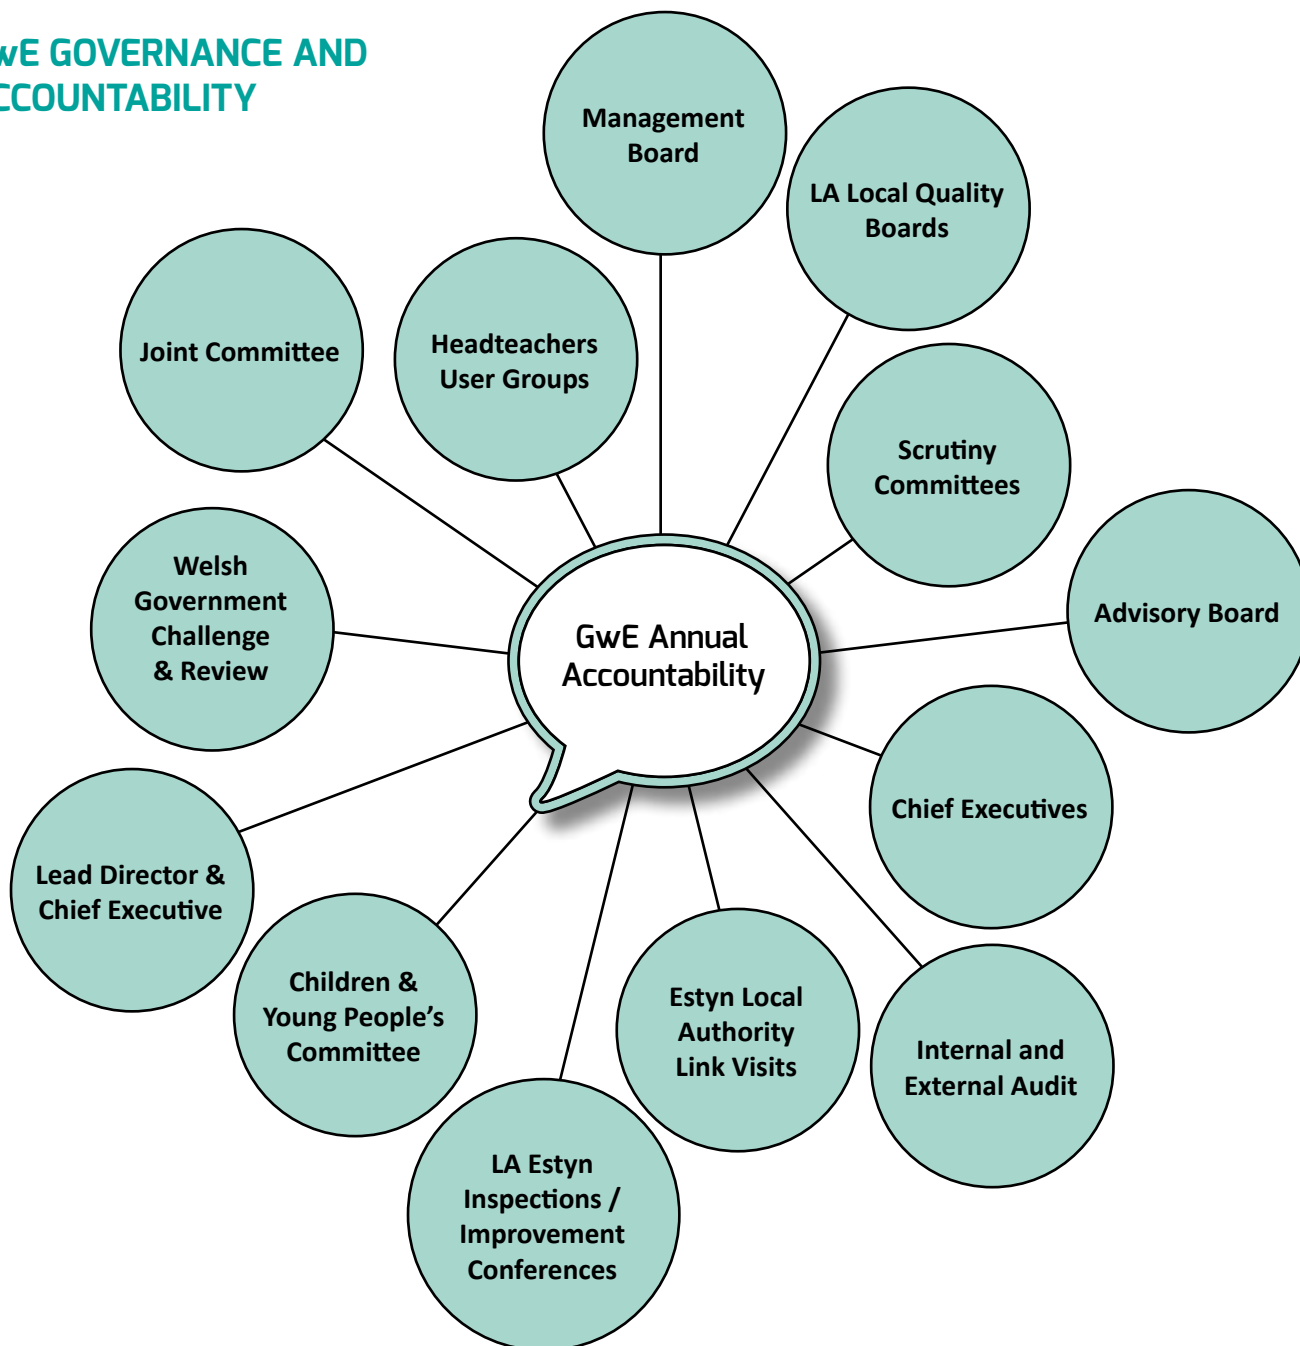 wE GOVERNANCE AND
CCOUNTABILITY
Management
Board
LA Local Quality
Boards
Joint Committee
Headteachers
User Groups
Scrutiny
Committees
Welsh
Government
Challenge
& Review
GwE Annual
Accountability
Advisory Board
Chief Executives
Lead Director &
Chief Executive
Children &
Young People’s
Committee
Estyn Local
Authority
Link Visits
Internal and
External Audit
LA Estyn
Inspections /
Improvement
Conferences